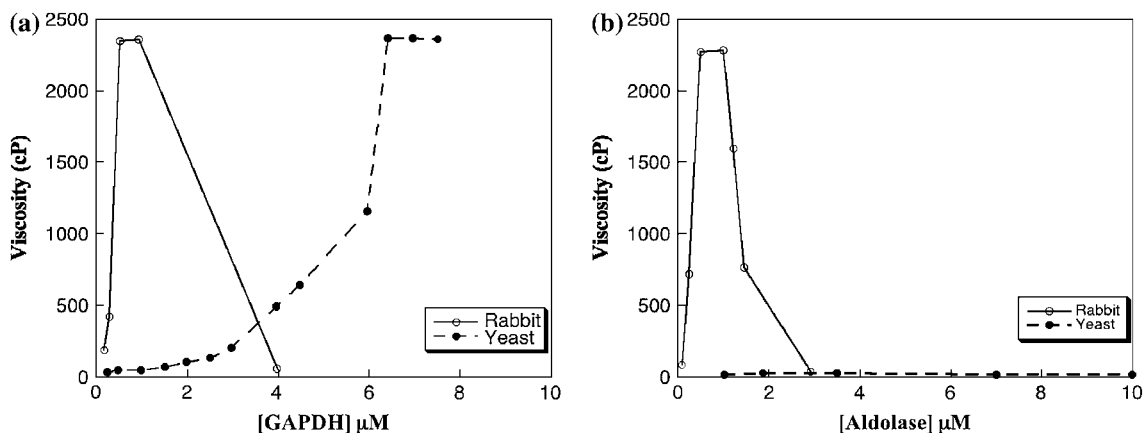 (a)
2500
2000
1500
1000
500
0
Viscosity (cP)
Rabbit
Yeast
0 2 4 6 8 10
[GAPDH] µM
(b)
2500
2000
1500
1000
500
0
Viscosity (cP)
Rabbit
Yeast
0 2 4 6 8 10
[Aldolase] µM